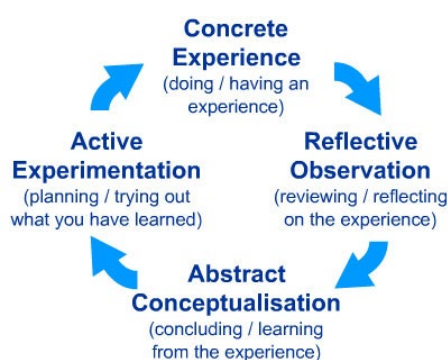 Concrete
Experience
(doing / having an
experience)
Active
Experimentation
(planning / trying out
what you have learned)
Reflective
Observation
(reviewing / reflecting
on the experience)
Abstract
Conceptualisation
(concluding / learning
from the experience)